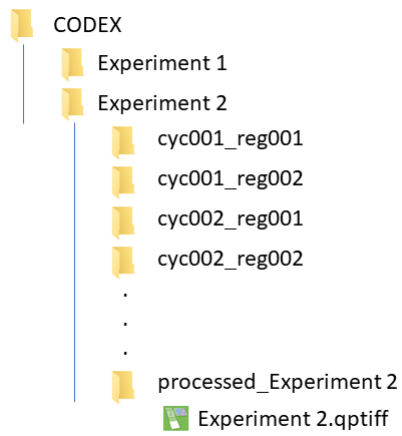 CODEX
Experiment 1
Experiment 2
cyc001_reg001
cyc001_reg002
cyc002_reg001
cyc002_reg002
.
.
.
processed_Experiment 2
Experiment 2.qptiff